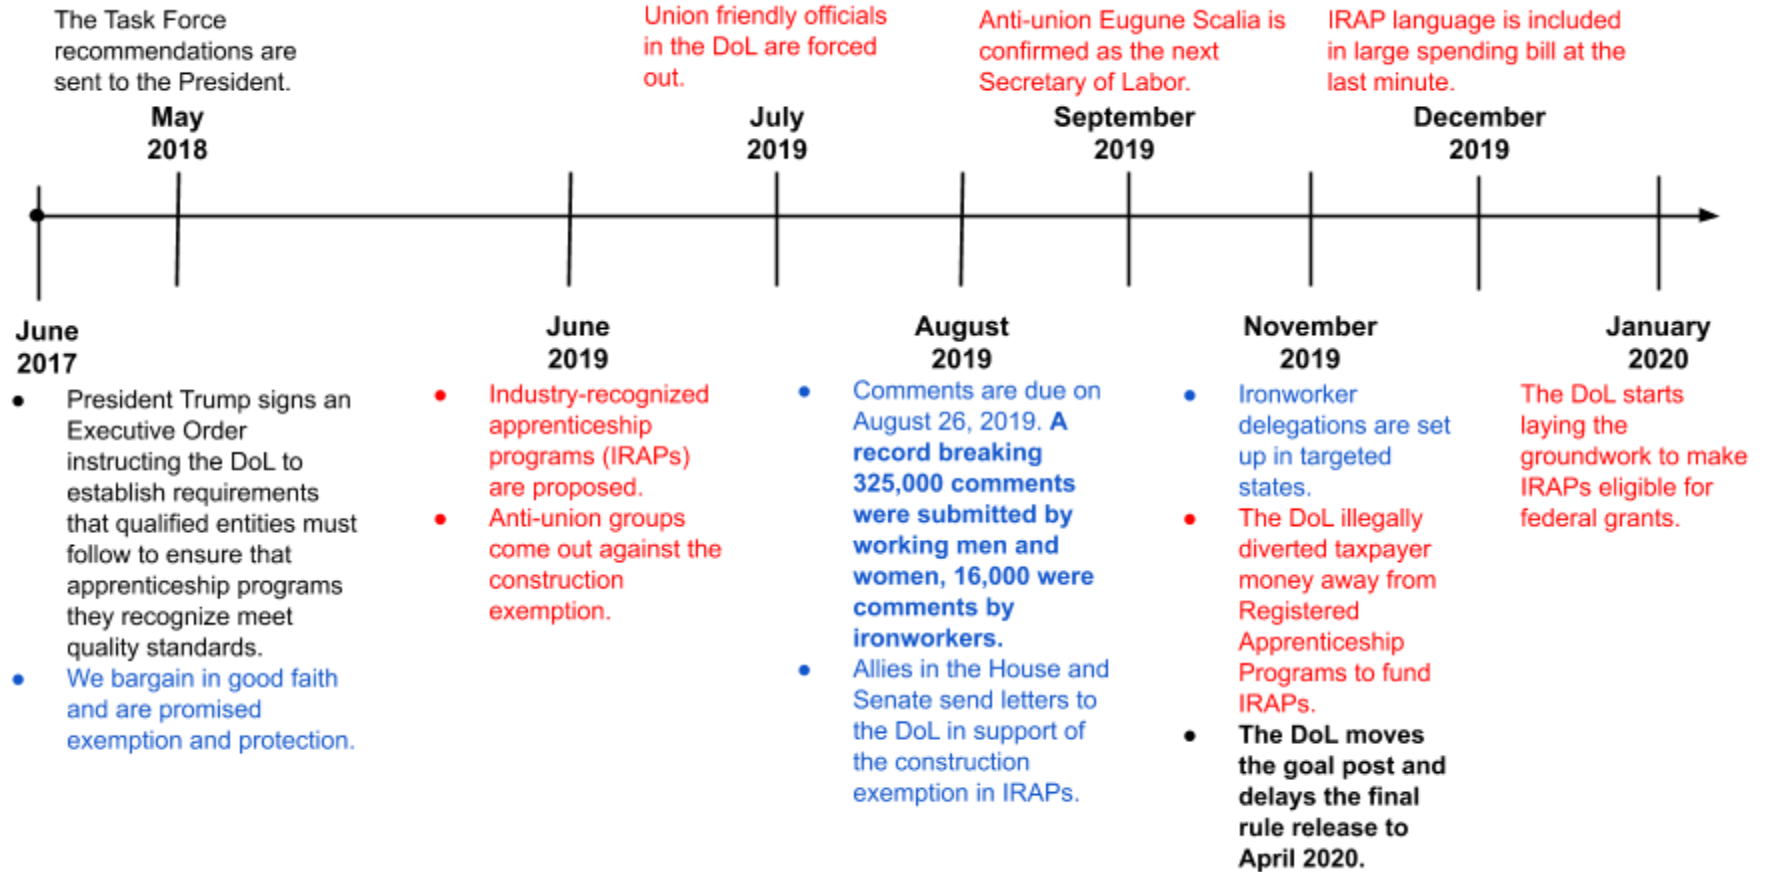 The Task Force
recommendations are
sent to the President.
May
2018
Union friendly officials
in the DoL are forced
out.
July
2019
Anti-union Eugune Scalia is
confirmed as the next
Secretary of Labor.
September
2019
IRAP language is included
in large spending bill at the
last minute.
December
2019
June
2017
● President Trump signs an
Executive Order
instructing the DoL to
establish requirements
that qualified entities must
follow to ensure that
apprenticeship programs
they recognize meet
quality standards.
● We bargain in good faith
and are promised
exemption and protection.
June
2019
● Industry-recognized
apprenticeship
programs (IRAPs)
are proposed.
● Anti-union groups
come out against the
construction
exemption.
August
2019
● Comments are due on
August 26, 2019. A
record breaking
325,000 comments
were submitted by
working men and
women, 16,000 were
comments by
ironworkers.
● Allies in the House and
Senate send letters to
the DoL in support of
the construction
exemption in IRAPs.
November
2019
● Ironworker
delegations are set
up in targeted
states.
● The DoL illegally
diverted taxpayer
money away from
Registered
Apprenticeship
Programs to fund
IRAPs.
● The DoL moves
the goal post and
delays the final
rule release to
April 2020.
January
2020
The DoL starts
laying the
groundwork to make
IRAPs eligible for
federal grants.